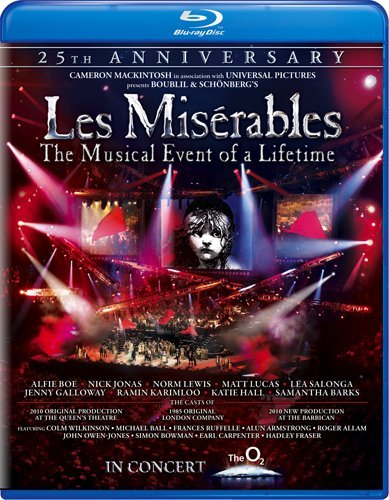 Blu-ray Disc
25TH ANNIVERSARY
CAMERON MACKINTOSH in association with UNIVERSAL PICTURES
presents BOUBLIL & SCHÖNBERG'S
Les Misérables
The Musical Event of a Lifetime
ALFIE BOE • NICK JONAS • NORM LEWIS • MATT LUCAS • LEA SALONGA
JENNY GALLOWAY • RAMIN KARIMLOO • KATIE HALL • SAMANTHA BARKS
THE CASTS OF
2010 ORIGINAL PRODUCTION AT THE QUEEN'S THEATRE
1985 ORIGINAL LONDON COMPANY
2010 NEW PRODUCTION AT THE BARBICAN
FEATURING COLM WILKINSON • MICHAEL BALL • FRANCES RUFFELLE • ALUN ARMSTRONG • ROGER ALLAM
JOHN OWEN-JONES • SIMON BOWMAN • EARL CARPENTER • HADLEY FRASER
IN CONCERT
The O2